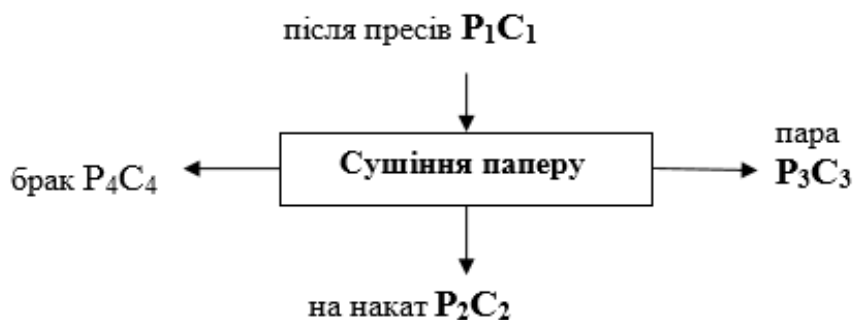 після пресів P₁C₁
Сушіння паперу
пара
P₃C₃
брак P₄C₄
на накат P₂C₂